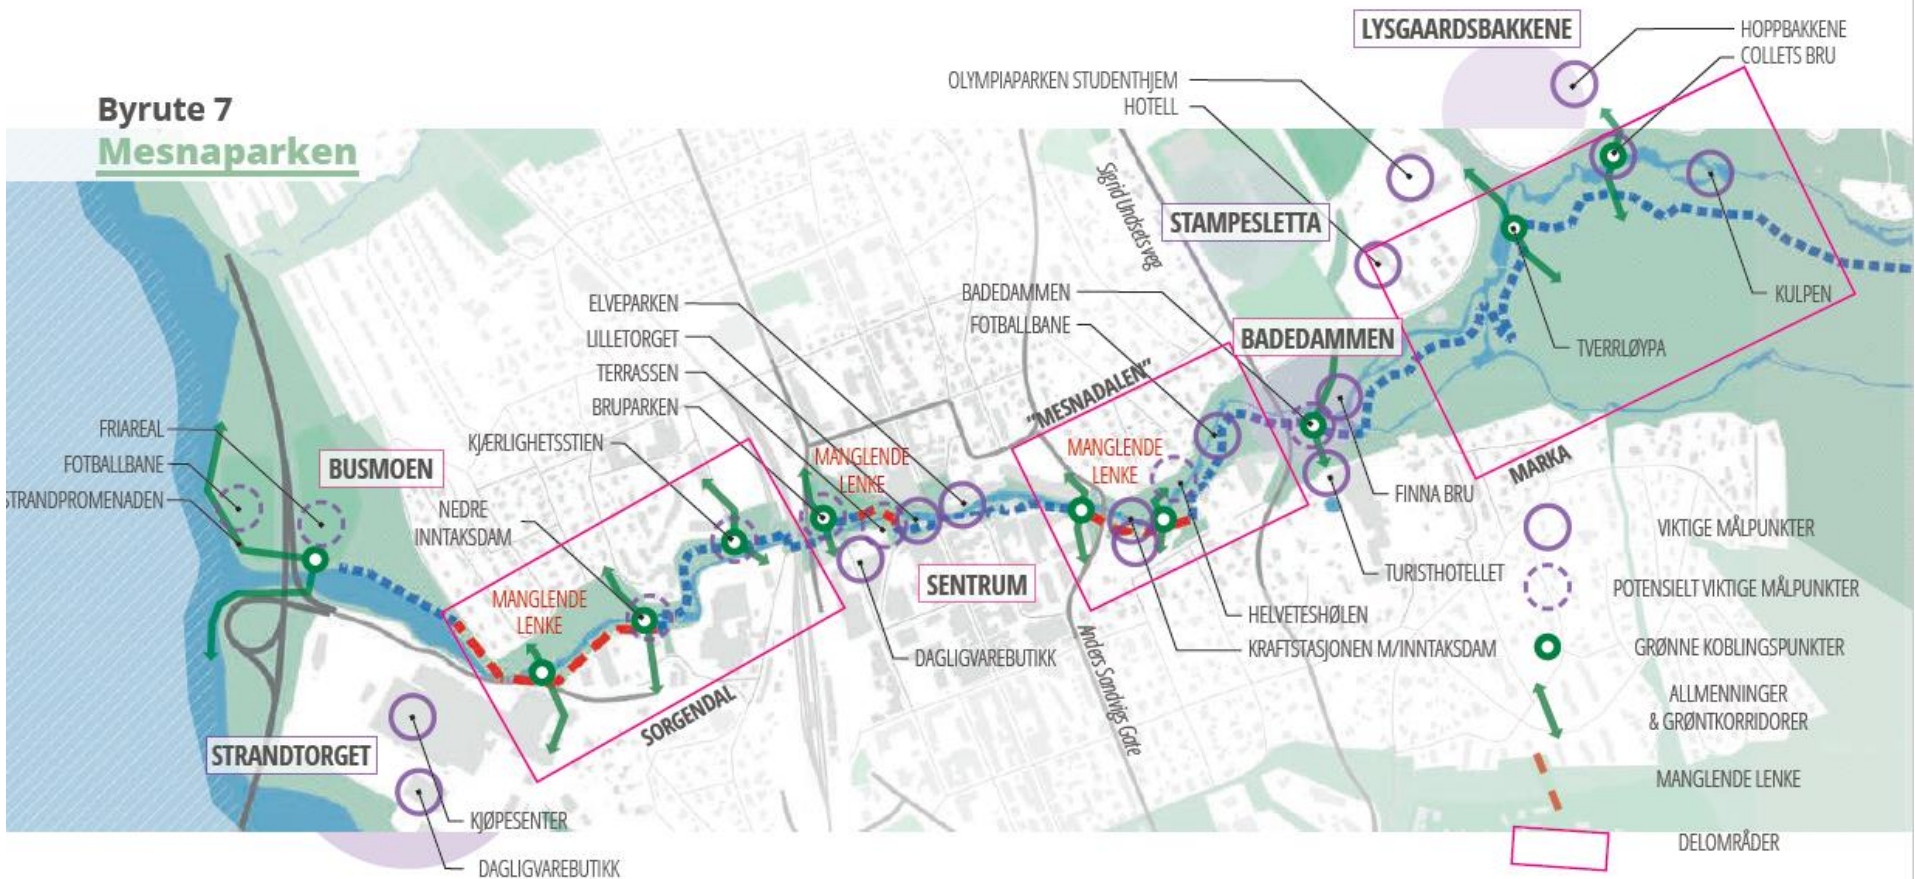 Byrute 7
Mesnaparken
LYSGAARDSBAKKENE
HOPPBAKKENE
COLLETS BRU
OLYMPIAPARKEN STUDENTHJEM
HOTELL
Sigrid Undsets veg
STAMPESLETTA
KULPEN
TVERRLØYPA
BADEDAMMEN
FOTBALLBANE
BADEDAMMEN
ELVEPARKEN
LILLETORGET
TERRASSEN
BRUPARKEN
KJÆRLIGHETSSTIEN
"MESNADALEN"
MANGLENDE
LENKE
MANGLENDE
LENKE
FRIAREAL
FOTBALLBANE
STRANDPROMENADEN
BUSMOEN
NEDRE
INNTAKSDAM
MANGLENDE
LENKE
SENTRUM
DAGLIGVAREBUTIKK
SORGENDAL
Anders Sandvigs Gate
HELVETESHØLEN
KRAFTSTASJONEN M/INNTAKSDAM
TURISTHOTELLET
FINNA BRU
MARKA
STRANDTORGET
KJØPESENTER
DAGLIGVAREBUTIKK
VIKTIGE MÅLPUNKTER
POTENSIELT VIKTIGE MÅLPUNKTER
GRØNNE KOBLINGSPUNKTER
ALLMENNINGER
& GRØNTKORRIDORER
MANGLENDE LENKE
DELOMRÅDER